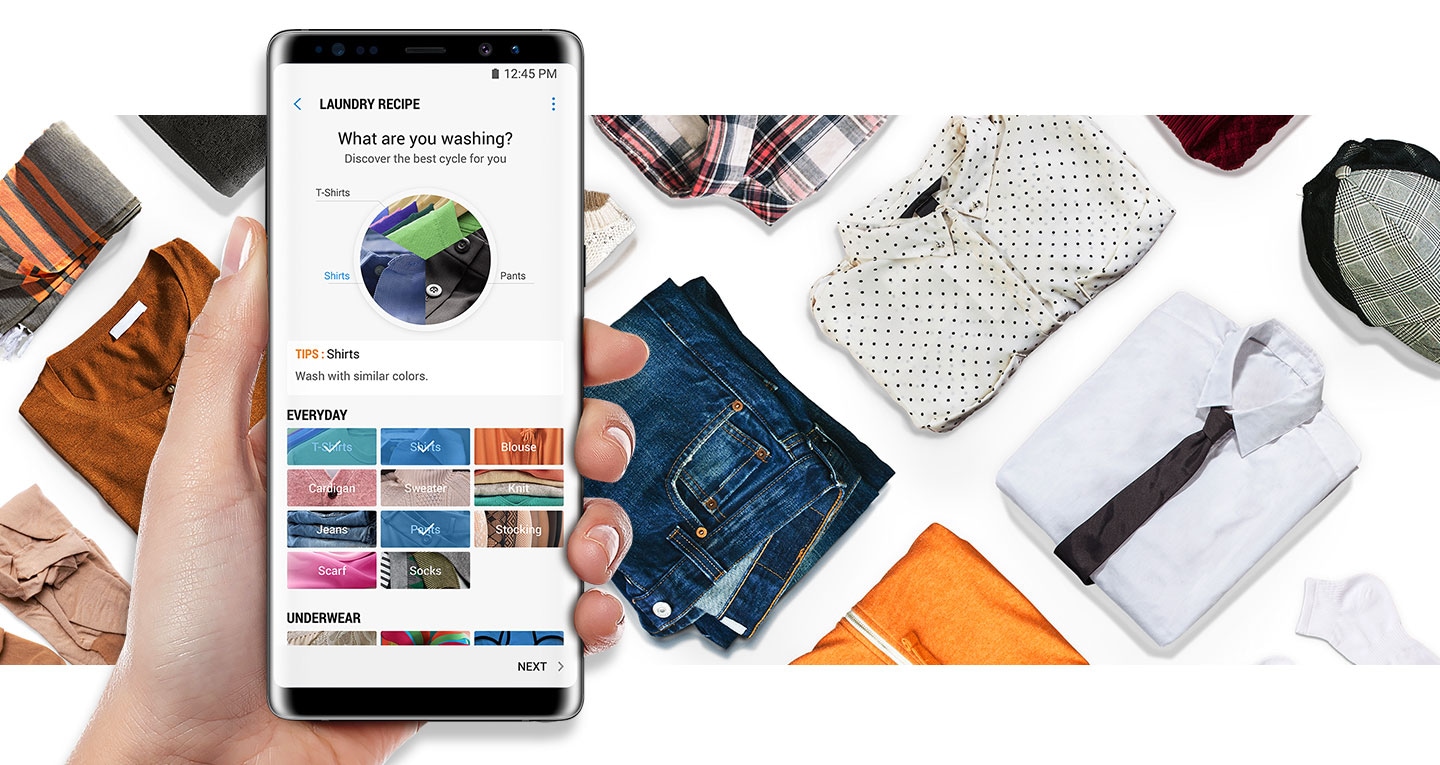 12:45 PM
LAUNDRY RECIPE
What are you washing?
Discover the best cycle for you
T-Shirts
Shirts
Pants
TIPS : Shirts
Wash with similar colors.
EVERYDAY
T-Shirts Shirts Blouse
Cardigan Sweater Knit
Jeans Pants Stocking
Scarf Socks
UNDERWEAR
NEXT